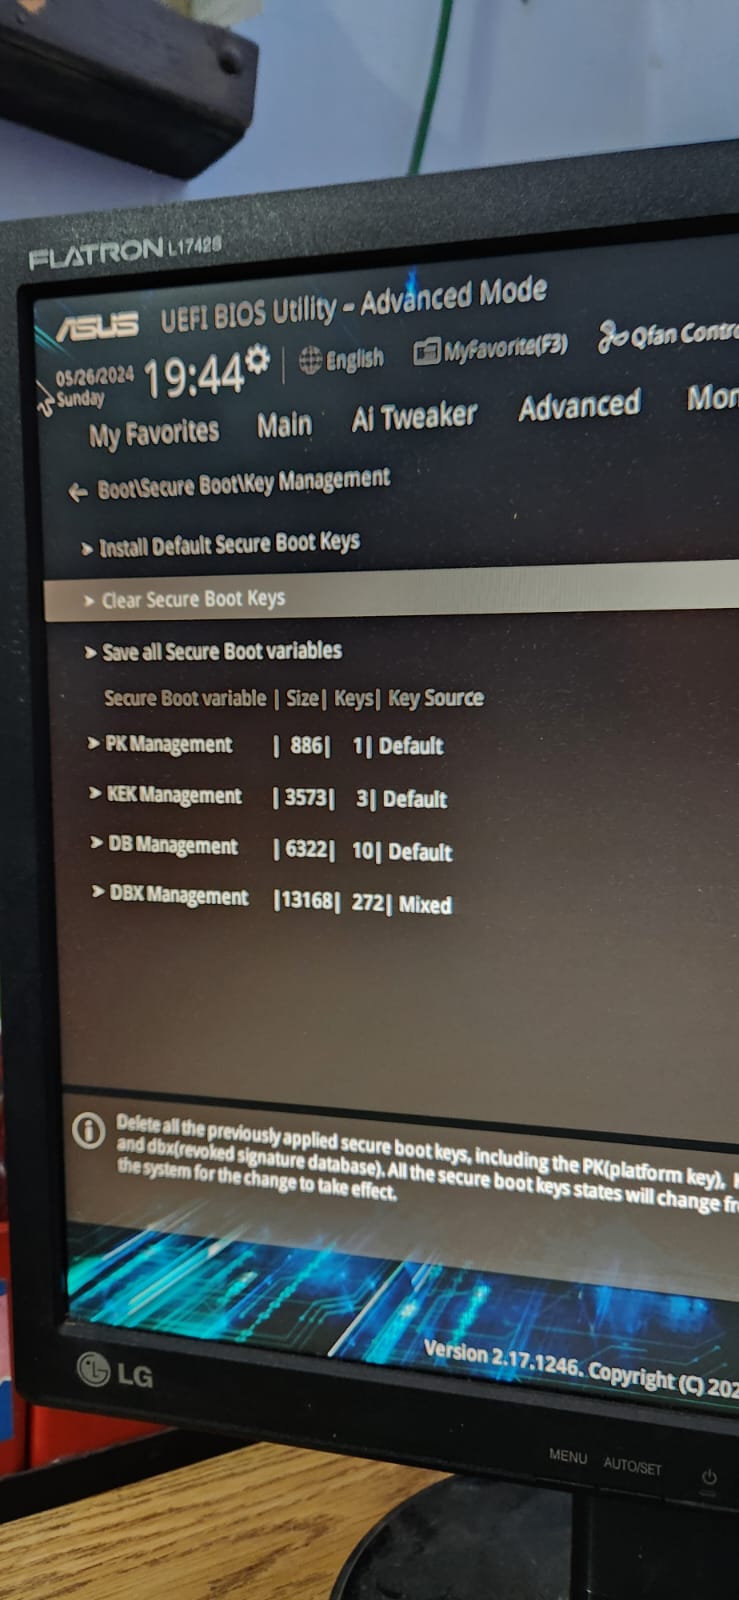 FLATRON L1742S
ASUS UEFI BIOS Utility – Advanced Mode
05/26/2024
Sunday
19:44
English
MyFavorite(F3)
Qfan Contro
My Favorites
Main
Ai Tweaker
Advanced
Mon
← Boot\Secure Boot\Key Management
> Install Default Secure Boot Keys
> Clear Secure Boot Keys
> Save all Secure Boot variables
Secure Boot variable | Size| Keys| Key Source
> PK Management | 886| 1| Default
> KEK Management | 3573| 3| Default
> DB Management | 6322| 10| Default
> DBX Management |13168| 272| Mixed
Delete all the previously applied secure boot keys, including the PK(platform key),
and dbx(revoked signature database). All the secure boot keys states will change fr
the system for the change to take effect.
Version 2.17.1246. Copyright (C) 202
LG
MENU AUTO/SET